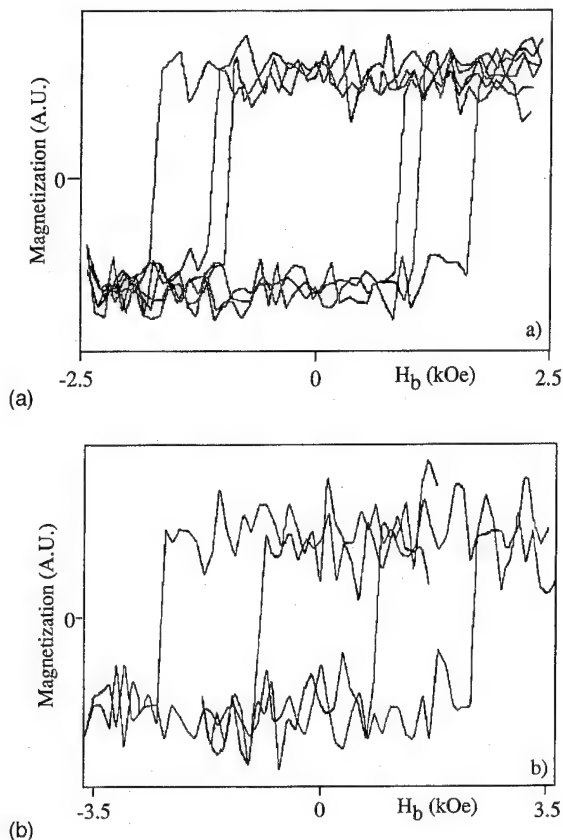 Magnetization (A.U.)
0
a)
-2.5
0
H_b (kOe)
2.5
(a)
Magnetization (A.U.)
0
b)
-3.5
0
H_b (kOe)
3.5
(b)